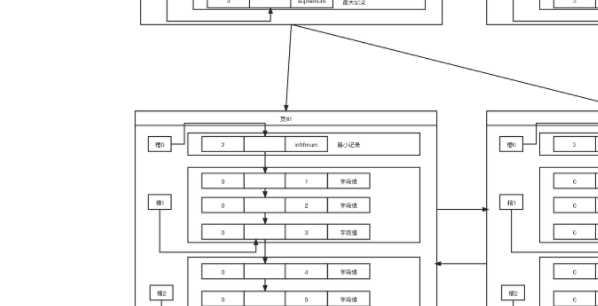 3 supremum 最大记录
3
页01
槽0 2 infimum 最小记录
槽0 2
0 1 字段值
0
槽1 0 2 字段值
槽1 0
0 3 字段值
0
0 4 字段值
0
槽2 0 5 字段值
槽2 0